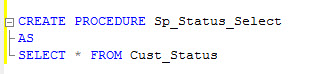 CREATE PROCEDURE Sp_Status_Select
AS
SELECT * FROM Cust_Status